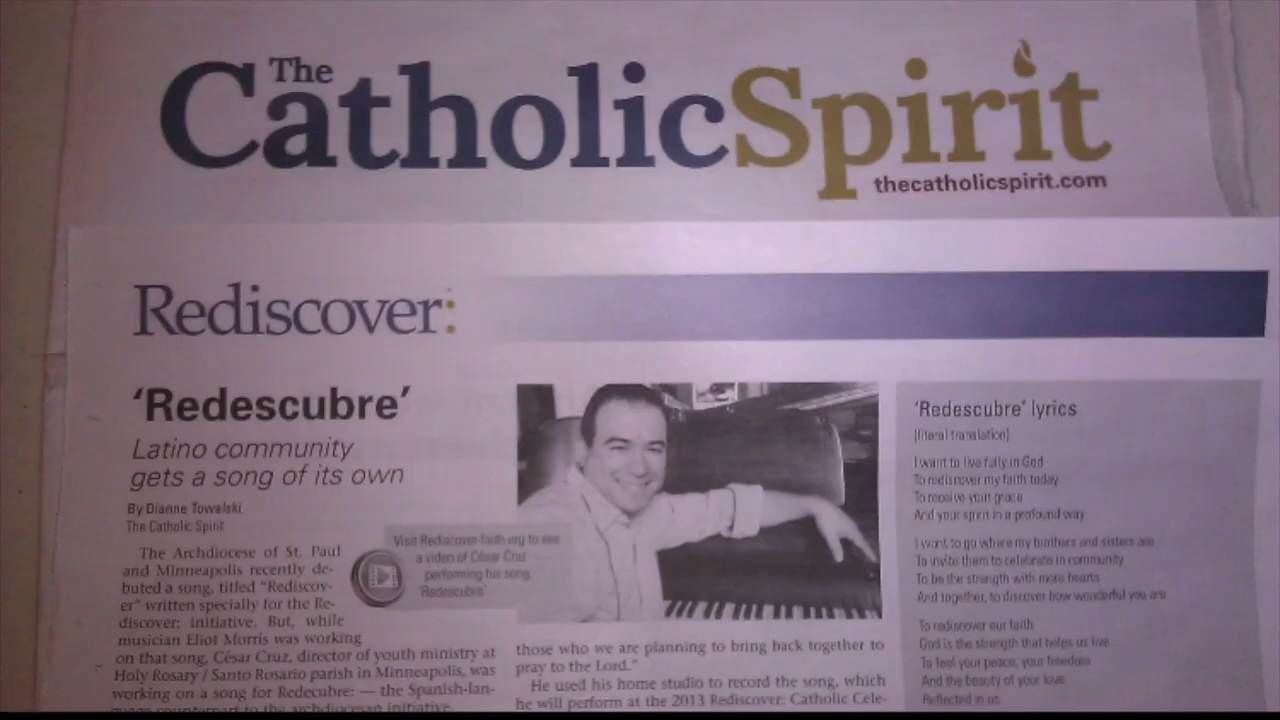 The
CatholicSpirit
thecatholicspirit.com
Rediscover:
'Redescubre'
Latino community
gets a song of its own
By Dianne Towalski
The Catholic Spirit
The Archdiocese of St. Paul
and Minneapolis recently de-
buted a song, titled "Rediscov-
er" written specially for the Re-
discover: initiative. But, while
musician Eliot Morris was working
on that song, César Cruz, director of youth ministry at
Holy Rosary / Santo Rosario parish in Minneapolis, was
working on a song for Redecubre: — the Spanish-lan-
guage counterpart to the archdiocesan initiative.
Visit Rediscover-faith.org to see
a video of César Cruz
performing his song
'Redescubre'
those who we are planning to bring back together to
pray to the Lord."
He used his home studio to record the song, which
he will perform at the 2013 Rediscover: Catholic Cele-
'Redescubre' lyrics
(literal translation)
I want to live fully in God
To rediscover my faith today
To receive your grace
And your spirit in a profound way
I want to go where my brothers and sisters are
To invite them to celebrate in community
To be the strength with more hearts
And together, to discover how wonderful you are
To rediscover our faith
God is the strength that helps us live
To feel your peace, your freedom
And the beauty of your love
Reflected in us